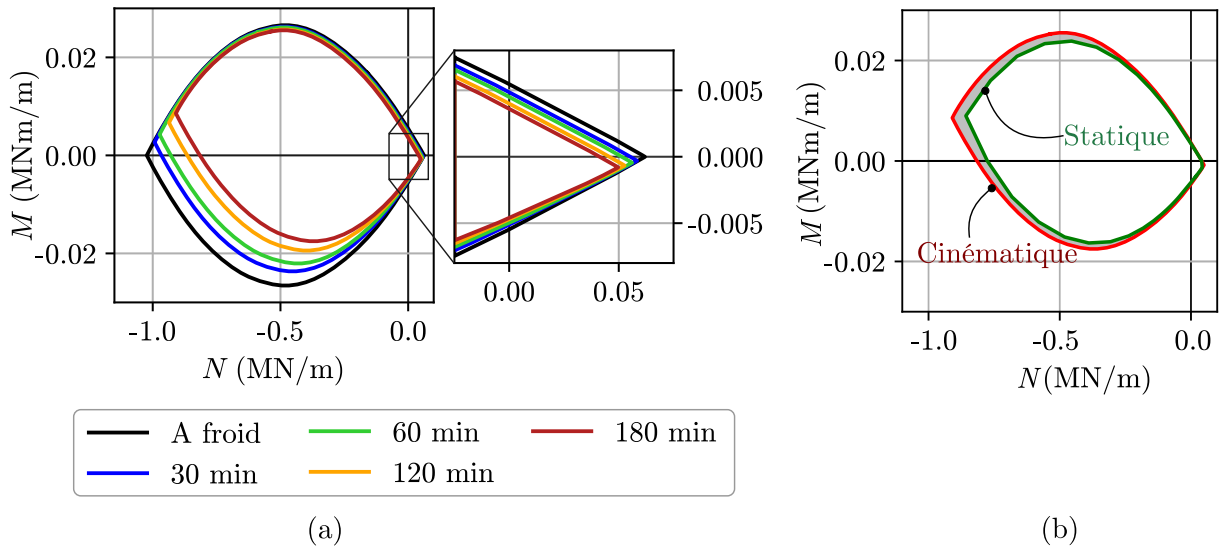 0.02
0.00
-0.02
M (MNm/m)
-1.0 -0.5 0.0
N (MN/m)
0.005
0.000
-0.005
0.00 0.05
0.02
0.00
-0.02
M (MNm/m)
Statique
Cinématique
-1.0 -0.5 0.0
N(MN/m)
A froid 60 min 180 min
30 min 120 min
(a) (b)